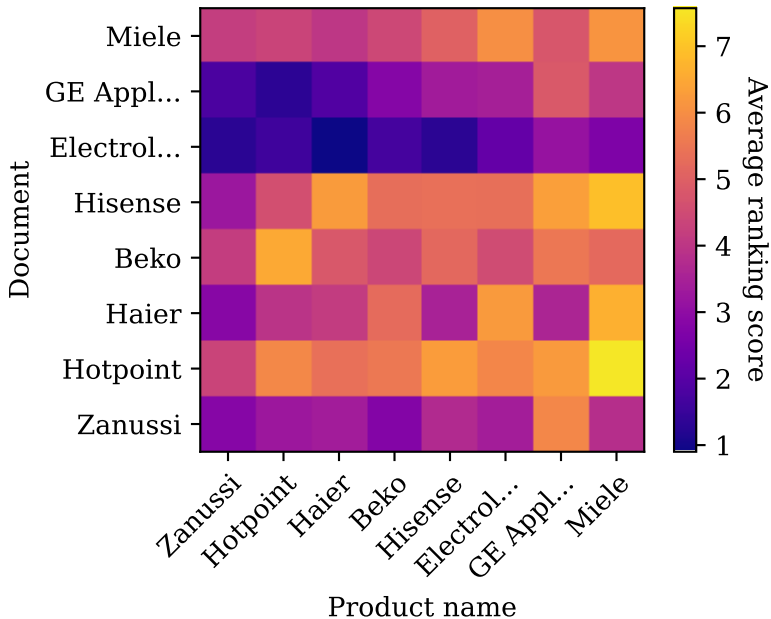 Miele
GE Appl...
Electrol...
Hisense
Beko
Haier
Hotpoint
Zanussi
Document
Zanussi
Hotpoint
Haier
Beko
Hisense
Electrol...
GE Appl...
Miele
Product name
7
6
5
4
3
2
1
Average ranking score